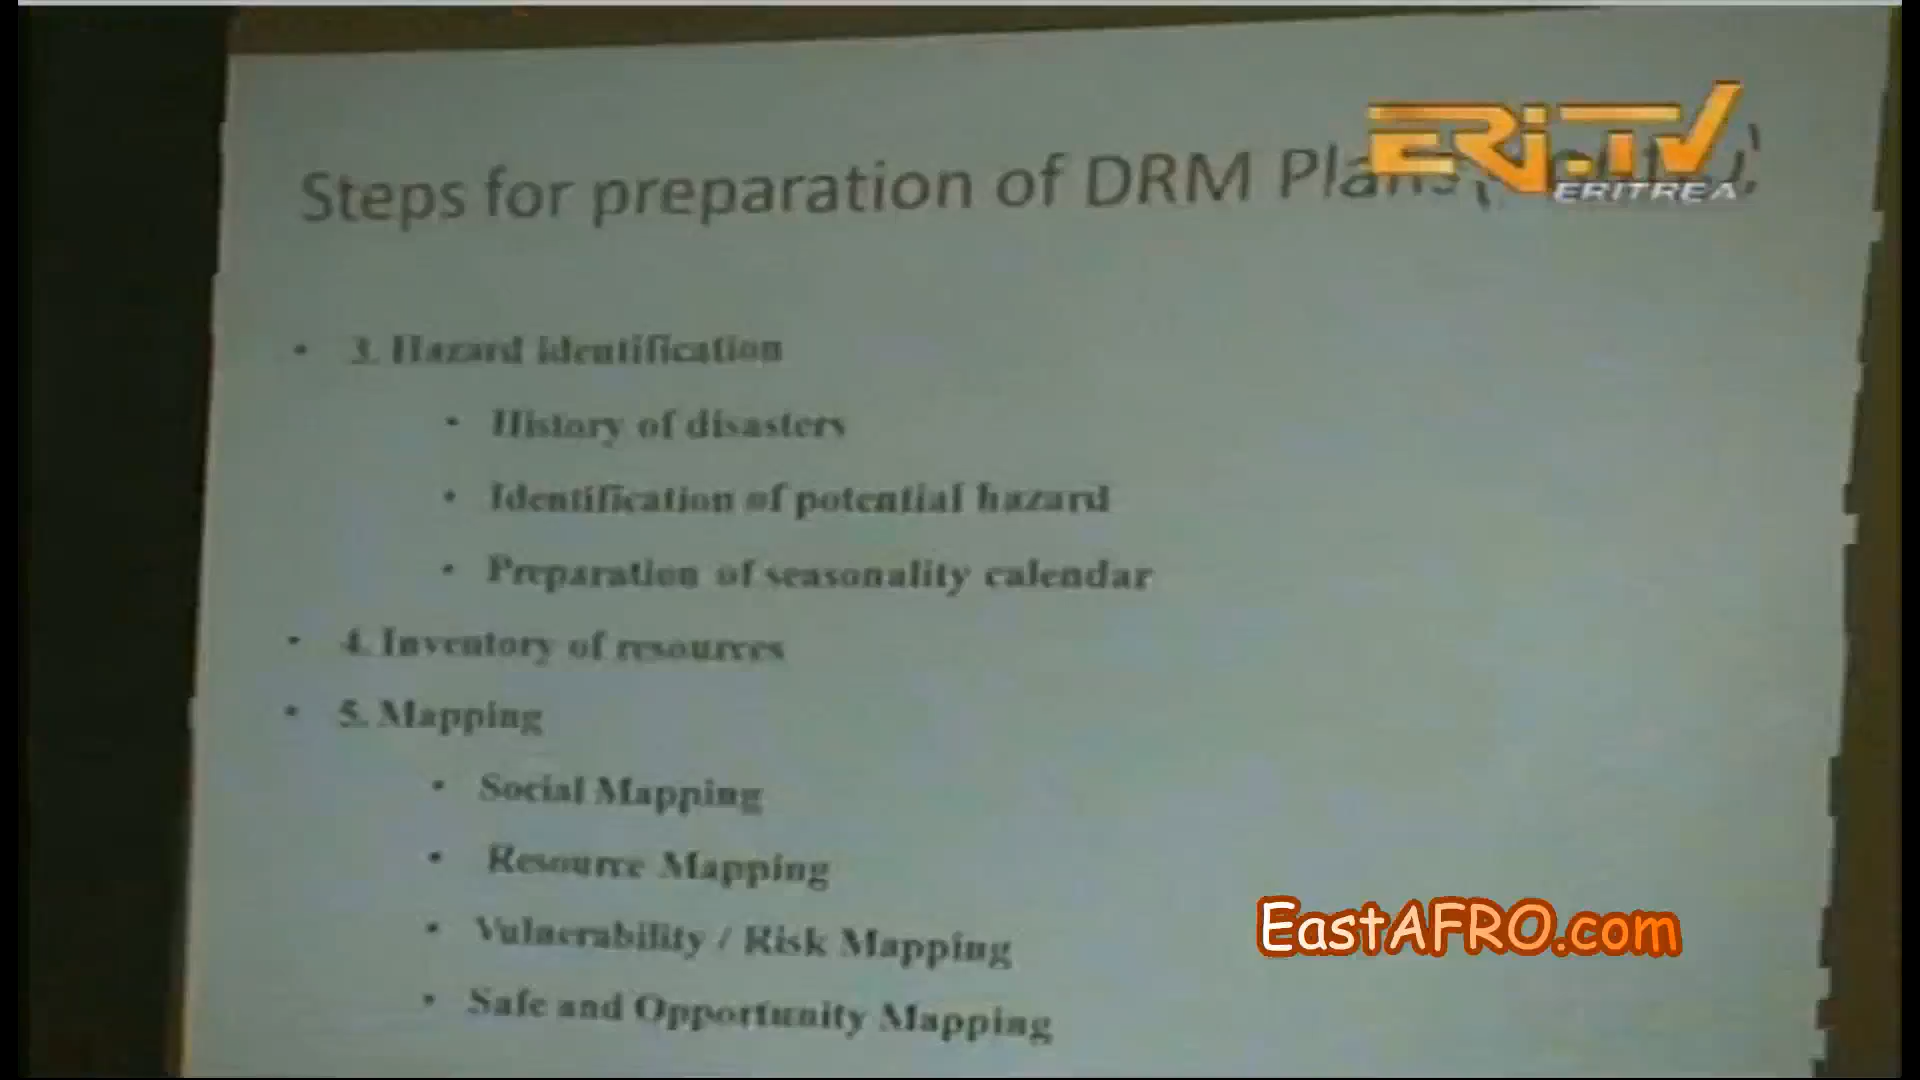 ERi.TV
ERITREA
Steps for preparation of DRM Plans
• 3. Hazard identification
• History of disasters
• Identification of potential hazard
• Preparation of seasonality calendar
• 4. Inventory of resources
• 5. Mapping
• Social Mapping
• Resource Mapping
• Vulnerability / Risk Mapping
• Safe and Opportunity Mapping
EastAFRO.com